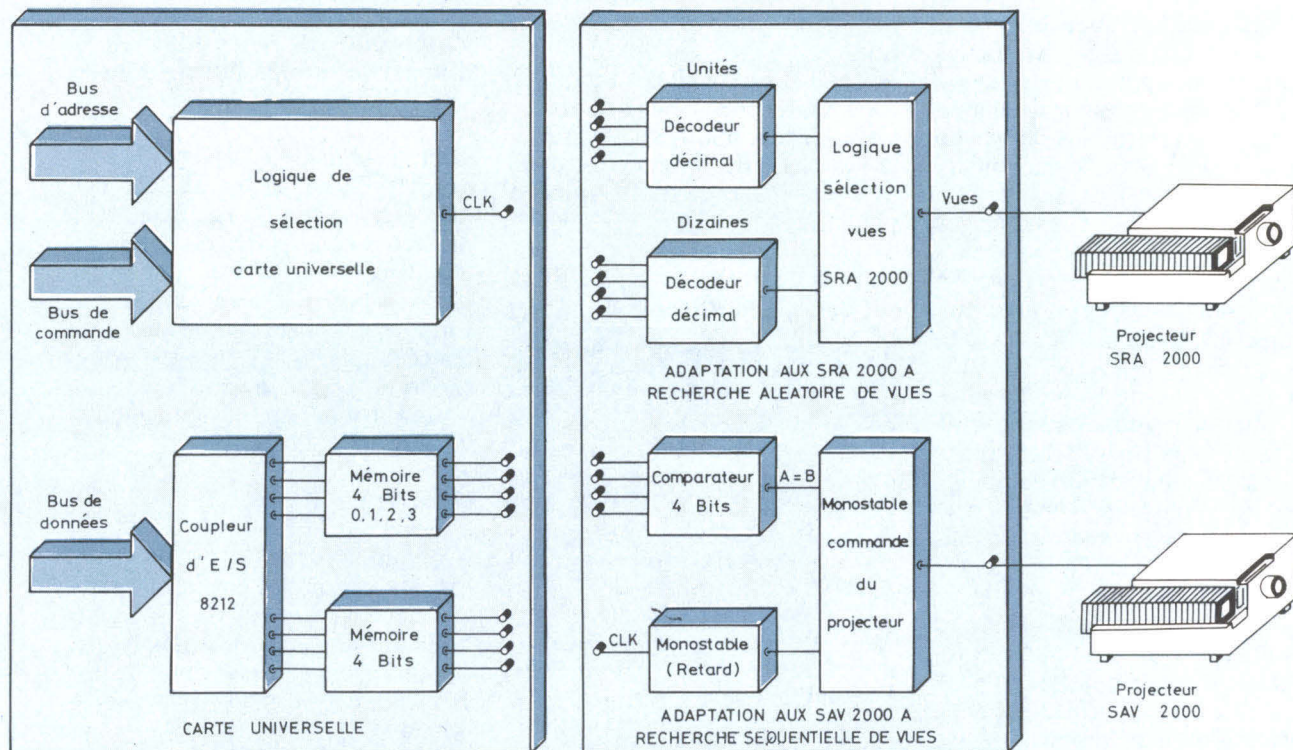 Bus
d'adresse
Logique de
sélection
carte universelle
CLK
Bus de
commande
Bus de
données
Coupleur
d'E/S
8212
Mémoire
4 Bits
0,1,2,3
Mémoire
4 Bits
CARTE UNIVERSELLE
Unités
Décodeur
décimal
Dizaines
Décodeur
décimal
Logique
sélection
vues
SRA 2000
Vues
ADAPTATION AUX SRA 2000 A
RECHERCHE ALEATOIRE DE VUES
Projecteur
SRA 2000
Comparateur
4 Bits
A=B
Monostable
commande
du
projecteur
CLK
Monostable
(Retard)
ADAPTATION AUX SAV 2000 A
RECHERCHE SEQUENTIELLE DE VUES
Projecteur
SAV 2000